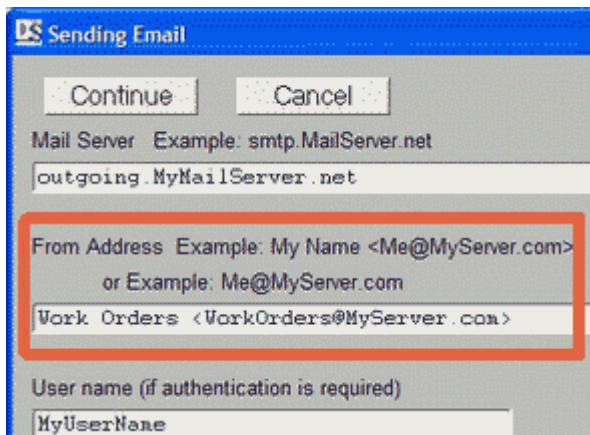 DS Sending Email
Continue Cancel
Mail Server Example: smtp.MailServer.net
outgoing.MyMailServer.net
From Address Example: My Name <Me@MyServer.com>
or Example: Me@MyServer.com
Work Orders <WorkOrders@MyServer.com>
User name (if authentication is required)
MyUserName